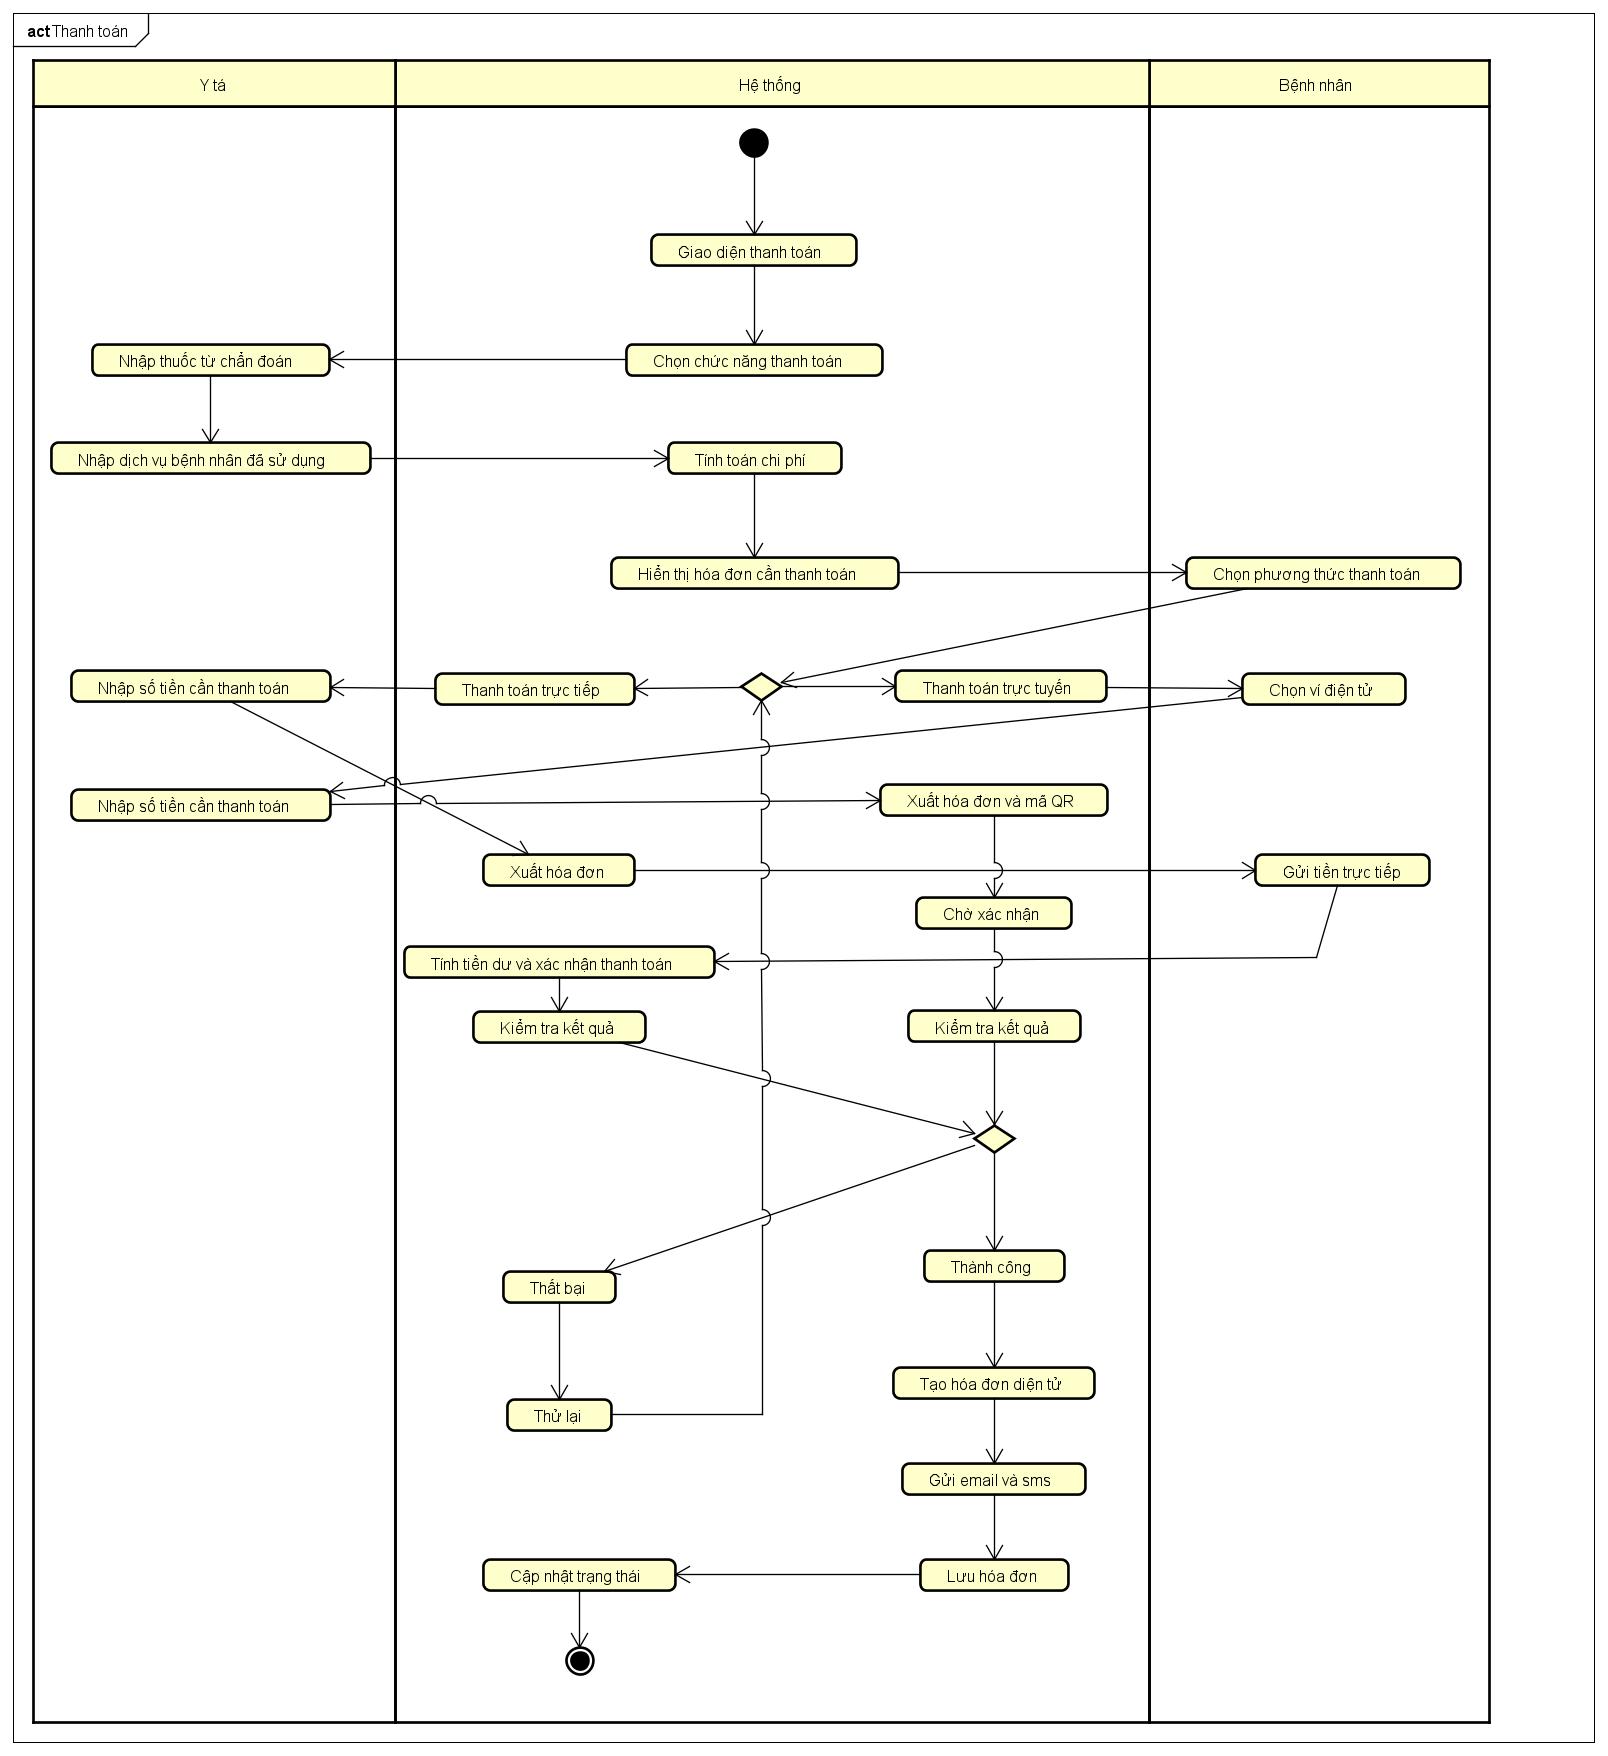 act Thanh toán
Y tá
Hệ thống
Bệnh nhân
Giao diện thanh toán
Nhập thuốc từ chẩn đoán
Chọn chức năng thanh toán
Nhập dịch vụ bệnh nhân đã sử dụng
Tính toán chi phí
Hiển thị hóa đơn cần thanh toán
Chọn phương thức thanh toán
Nhập số tiền cần thanh toán
Thanh toán trực tiếp
Thanh toán trực tuyến
Chọn ví điện tử
Nhập số tiền cần thanh toán
Xuất hóa đơn và mã QR
Xuất hóa đơn
Gửi tiền trực tiếp
Chờ xác nhận
Tính tiền dư và xác nhận thanh toán
Kiểm tra kết quả
Kiểm tra kết quả
Thành công
Thất bại
Tạo hóa đơn diện tử
Thử lại
Gửi email và sms
Cập nhật trạng thái
Lưu hóa đơn